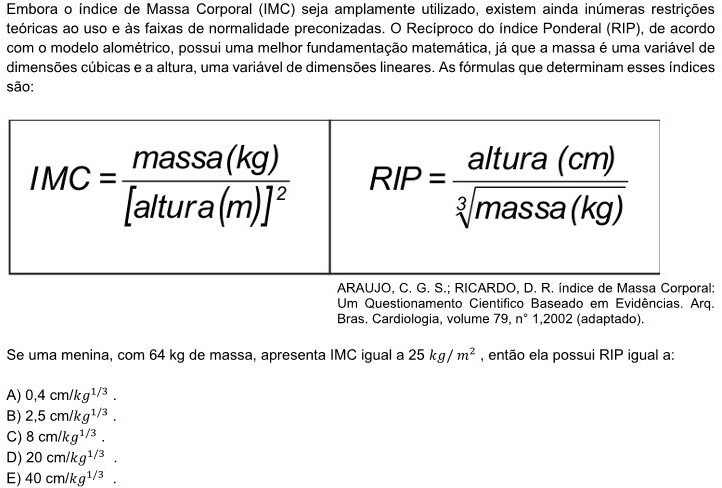 Embora o índice de Massa Corporal (IMC) seja amplamente utilizado, existem ainda inúmeras restrições
teóricas ao uso e às faixas de normalidade preconizadas. O Recíproco do índice Ponderal (RIP), de acordo
com o modelo alométrico, possui uma melhor fundamentação matemática, já que a massa é uma variável de
dimensões cúbicas e a altura, uma variável de dimensões lineares. As fórmulas que determinam esses índices
são:
IMC = massa(kg) / [altura(m)]²
RIP = altura (cm) / ∛massa(kg)
ARAUJO, C. G. S.; RICARDO, D. R. índice de Massa Corporal:
Um Questionamento Cientifico Baseado em Evidências. Arq.
Bras. Cardiologia, volume 79, n° 1,2002 (adaptado).
Se uma menina, com 64 kg de massa, apresenta IMC igual a 25 kg/m² , então ela possui RIP igual a:
A) 0,4 cm/kg^1/3 .
B) 2,5 cm/kg^1/3 .
C) 8 cm/kg^1/3 .
D) 20 cm/kg^1/3 .
E) 40 cm/kg^1/3 .